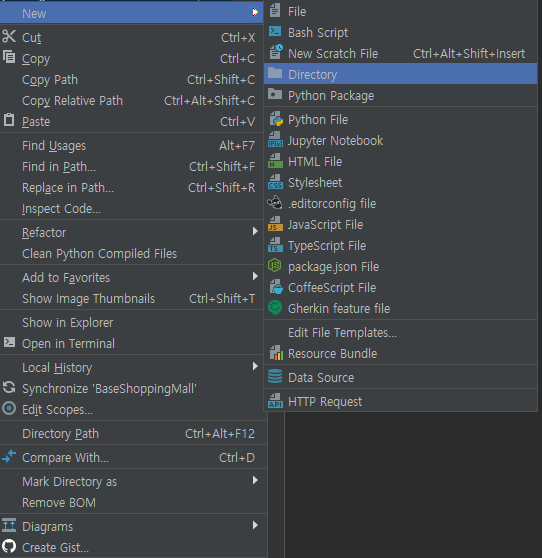 New
Cut Ctrl+X
Copy Ctrl+C
Copy Path Ctrl+Shift+C
Copy Relative Path Ctrl+Alt+Shift+C
Paste Ctrl+V
Find Usages Alt+F7
Find in Path... Ctrl+Shift+F
Replace in Path... Ctrl+Shift+R
Inspect Code...
Refactor
Clean Python Compiled Files
Add to Favorites
Show Image Thumbnails Ctrl+Shift+T
Show in Explorer
Open in Terminal
Local History
Synchronize 'BaseShoppingMall'
Edit Scopes...
Directory Path Ctrl+Alt+F12
Compare With... Ctrl+D
Mark Directory as
Remove BOM
Diagrams
Create Gist...
File
Bash Script
New Scratch File Ctrl+Alt+Shift+Insert
Directory
Python Package
Python File
Jupyter Notebook
HTML File
Stylesheet
.editorconfig file
JavaScript File
TypeScript File
package.json File
CoffeeScript File
Gherkin feature file
Edit File Templates...
Resource Bundle
Data Source
HTTP Request